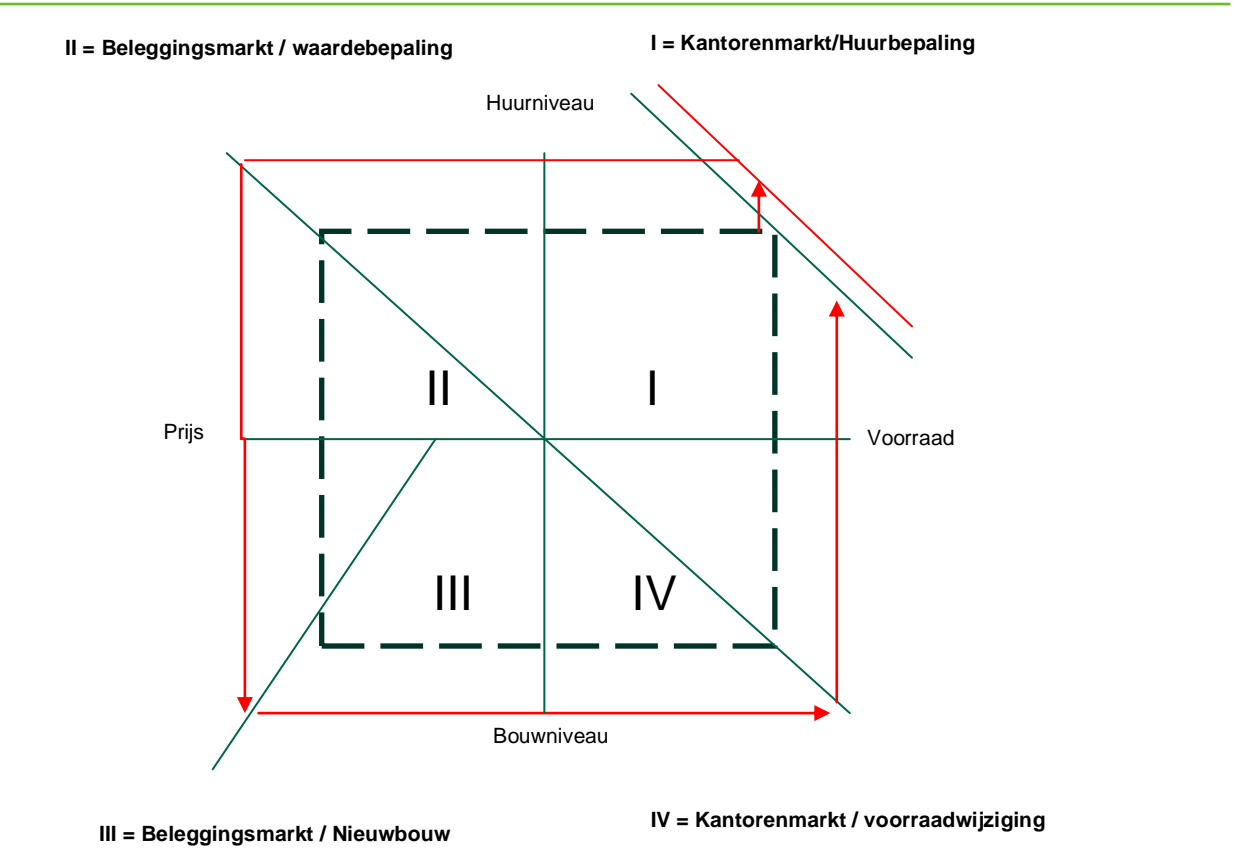 II = Beleggingsmarkt / waardebepaling
I = Kantorenmarkt/Huurbepaling
Huurniveau
II
I
Prijs
Voorraad
III
IV
Bouwniveau
III = Beleggingsmarkt / Nieuwbouw
IV = Kantorenmarkt / voorraadwijziging